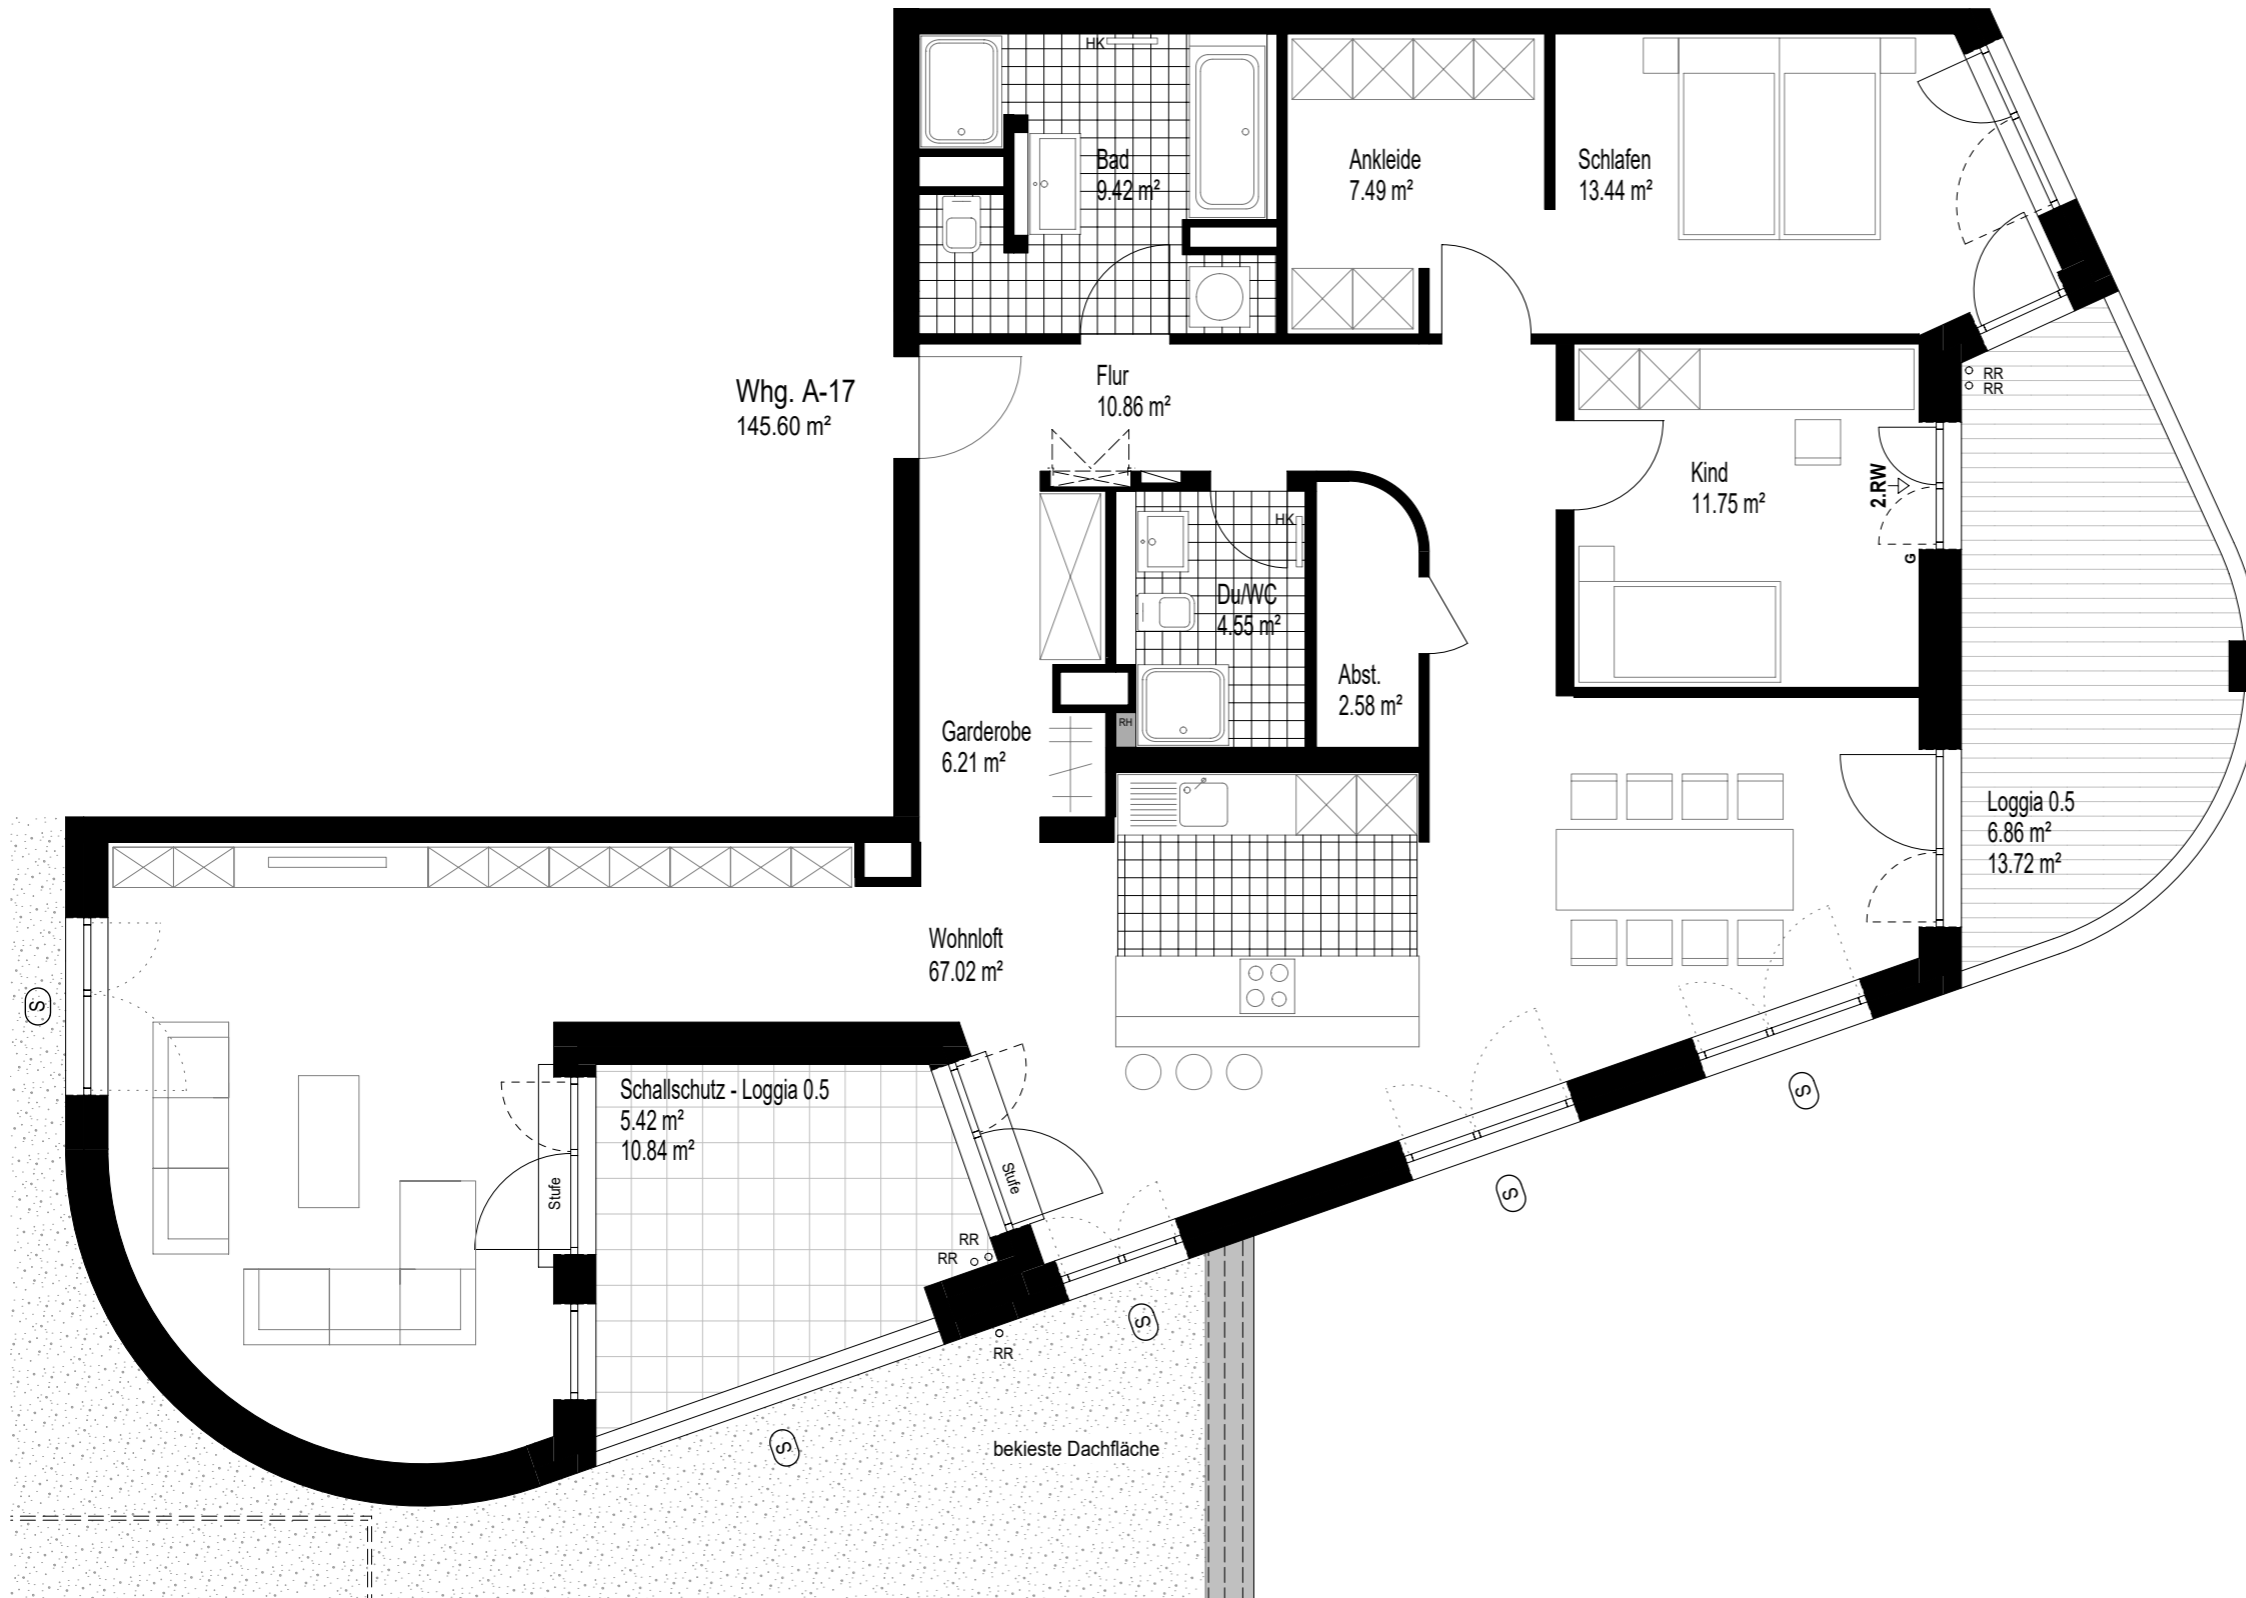 HK
Bad
9.42 m²
Ankleide
7.49 m²
Schlafen
13.44 m²
Whg. A-17
145.60 m²
Flur
10.86 m²
RR
RR
Kind
11.75 m²
2.RW
G
HK
Du/WC
4.55 m²
Abst.
2.58 m²
RH
Garderobe
6.21 m²
Loggia 0.5
6.86 m²
13.72 m²
Wohnloft
67.02 m²
S
Schallschutz - Loggia 0.5
5.42 m²
10.84 m²
Stufe
Stufe
S
S
RR
RR
S
RR
S
bekieste Dachfläche